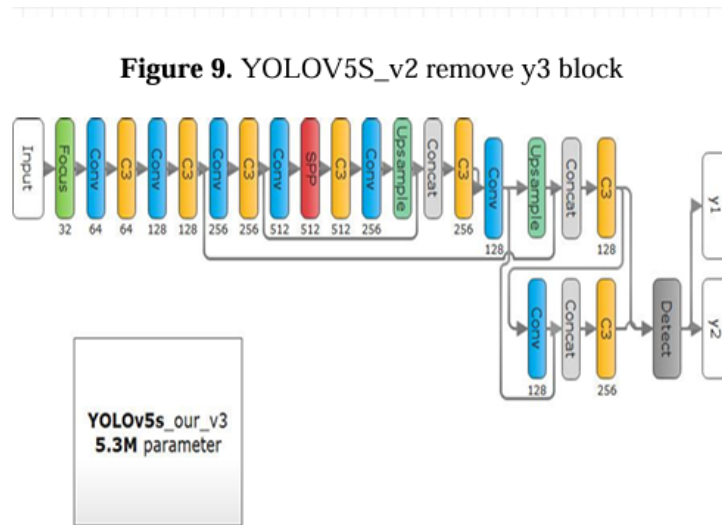 Figure 9. YOLOV5S_v2 remove y3 block
Input
Focus
Conv
C3
Conv
C3
Conv
C3
Conv
SPP
C3
Conv
Upsample
Concat
C3
Conv
Upsample
Concat
C3
y1
32
64
64
128
128
256
256
512
512
512
256
256
128
128
Conv
Concat
C3
Detect
y2
128
256
YOLOv5s_our_v3
5.3M parameter